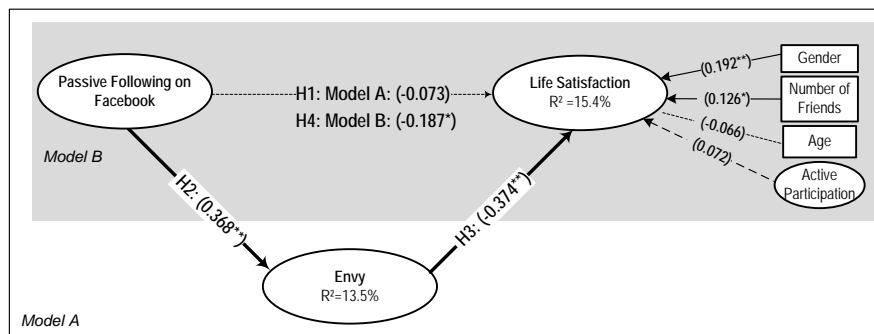 Passive Following on
Facebook
H1: Model A: (-0.073)
H4: Model B: (-0.187*)
Life Satisfaction
R² =15.4%
(0.192**)
Gender
(0.126*)
Number of
Friends
(-0.066)
Age
(0.072)
Active
Participation
Model B
H2: (0.368**)
H3: (-0.374**)
Envy
R²=13.5%
Model A